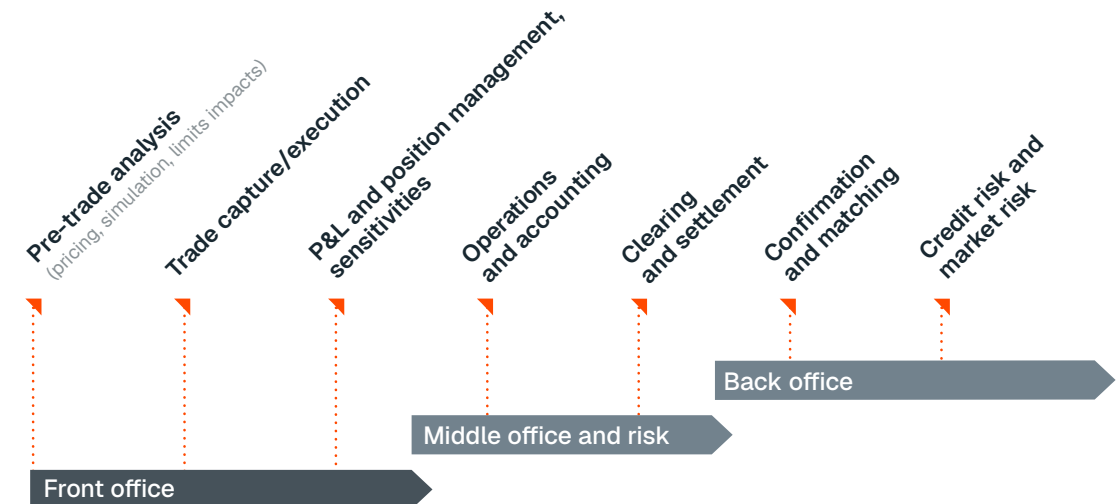 Pre-trade analysis
(pricing, simulation, limits impacts)
Trade capture/execution
P&L and position management,
sensitivities
Operations
and accounting
Clearing
and settlement
Confirmation
and matching
Credit risk and
market risk
Back office
Middle office and risk
Front office